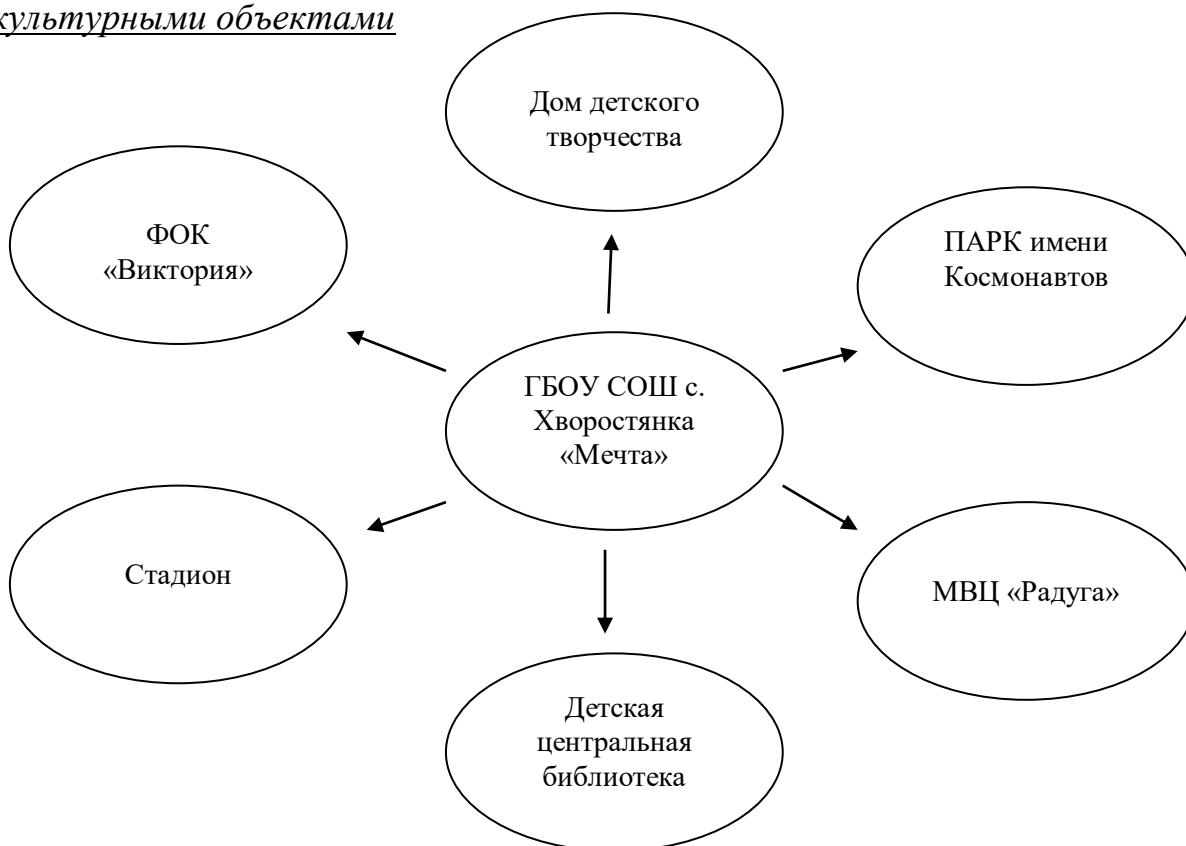 культурными объектами
Дом детского
творчества
ФОК
«Виктория»
ПАРК имени
Космонавтов
ГБОУ СОШ с.
Хворостянка
«Мечта»
Стадион
МВЦ «Радуга»
Детская
центральная
библиотека